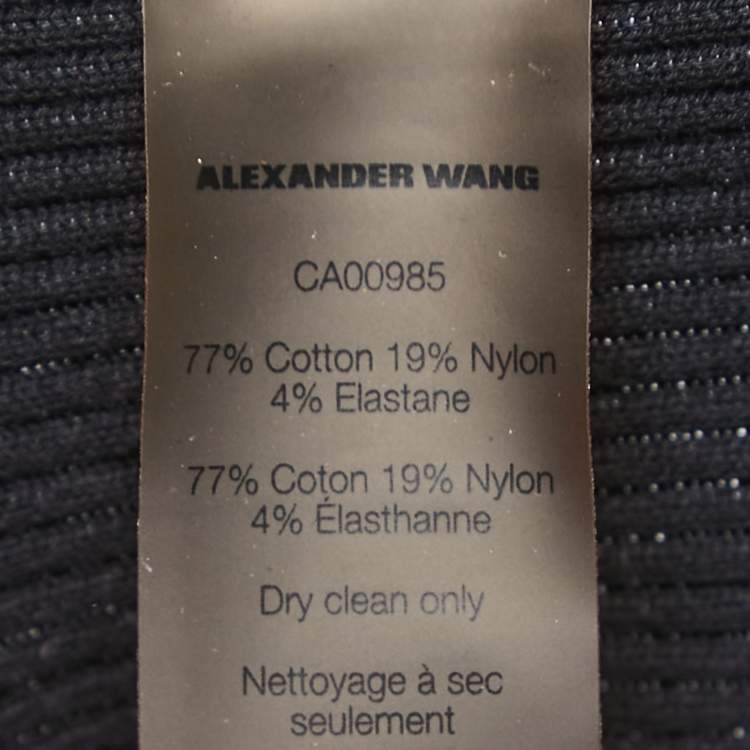 ALEXANDER WANG
CA00985
77% Cotton 19% Nylon
4% Elastane
77% Coton 19% Nylon
4% Élasthanne
Dry clean only
Nettoyage à sec
seulement